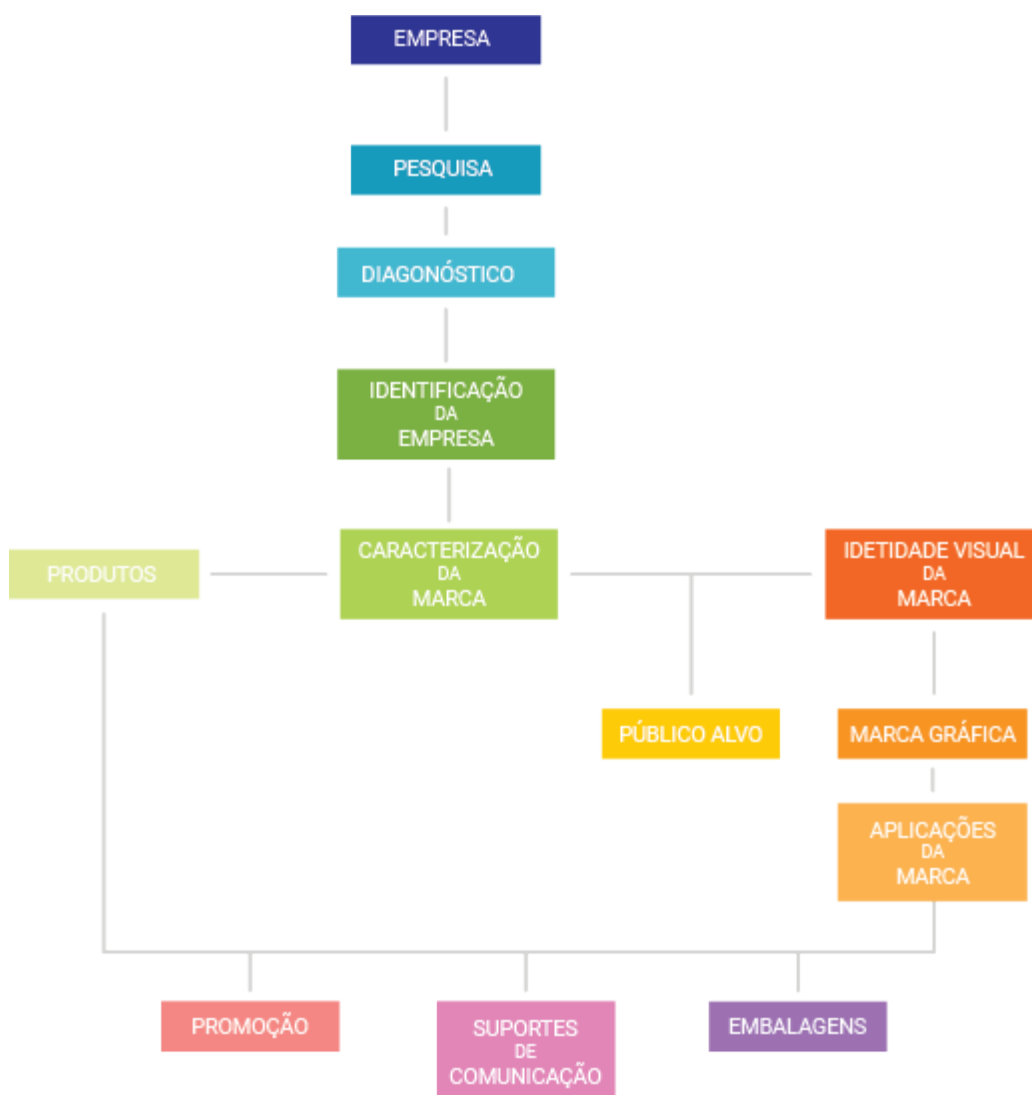 EMPRESA
PESQUISA
DIAGONÓSTICO
IDENTIFICAÇÃO
DA
EMPRESA
PRODUTOS
CARACTERIZAÇÃO
DA
MARCA
IDETIDADE VISUAL
DA
MARCA
PÚBLICO ALVO
MARCA GRÁFICA
APLICAÇÕES
DA
MARCA
PROMOÇÃO
SUPORTES
DE
COMUNICAÇÃO
EMBALAGENS